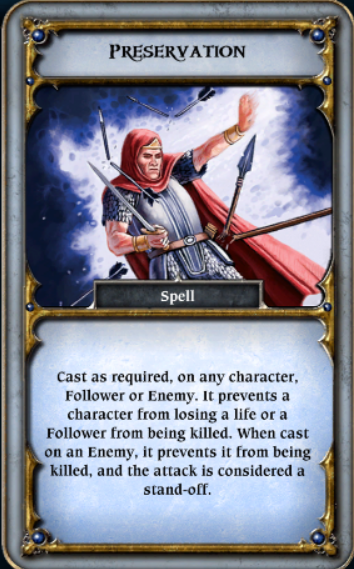 Preservation
Spell
Cast as required, on any character,
Follower or Enemy. It prevents a
character from losing a life or a
Follower from being killed. When cast
on an Enemy, it prevents it from being
killed, and the attack is considered a
stand-off.